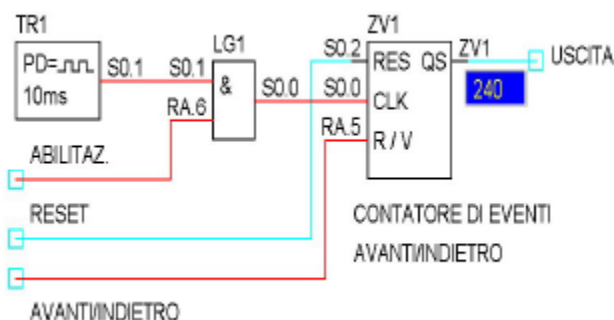 TR1
PD=
10ms
S0.1
S0.1
RA.6
LG1
&
S0.0
S0.2
S0.0
RA.5
ZV1
RES QS
CLK
R / V
ZV1
240
USCITA
ABILITAZ.
RESET
AVANTI/INDIETRO
CONTATORE DI EVENTI
AVANTI/INDIETRO